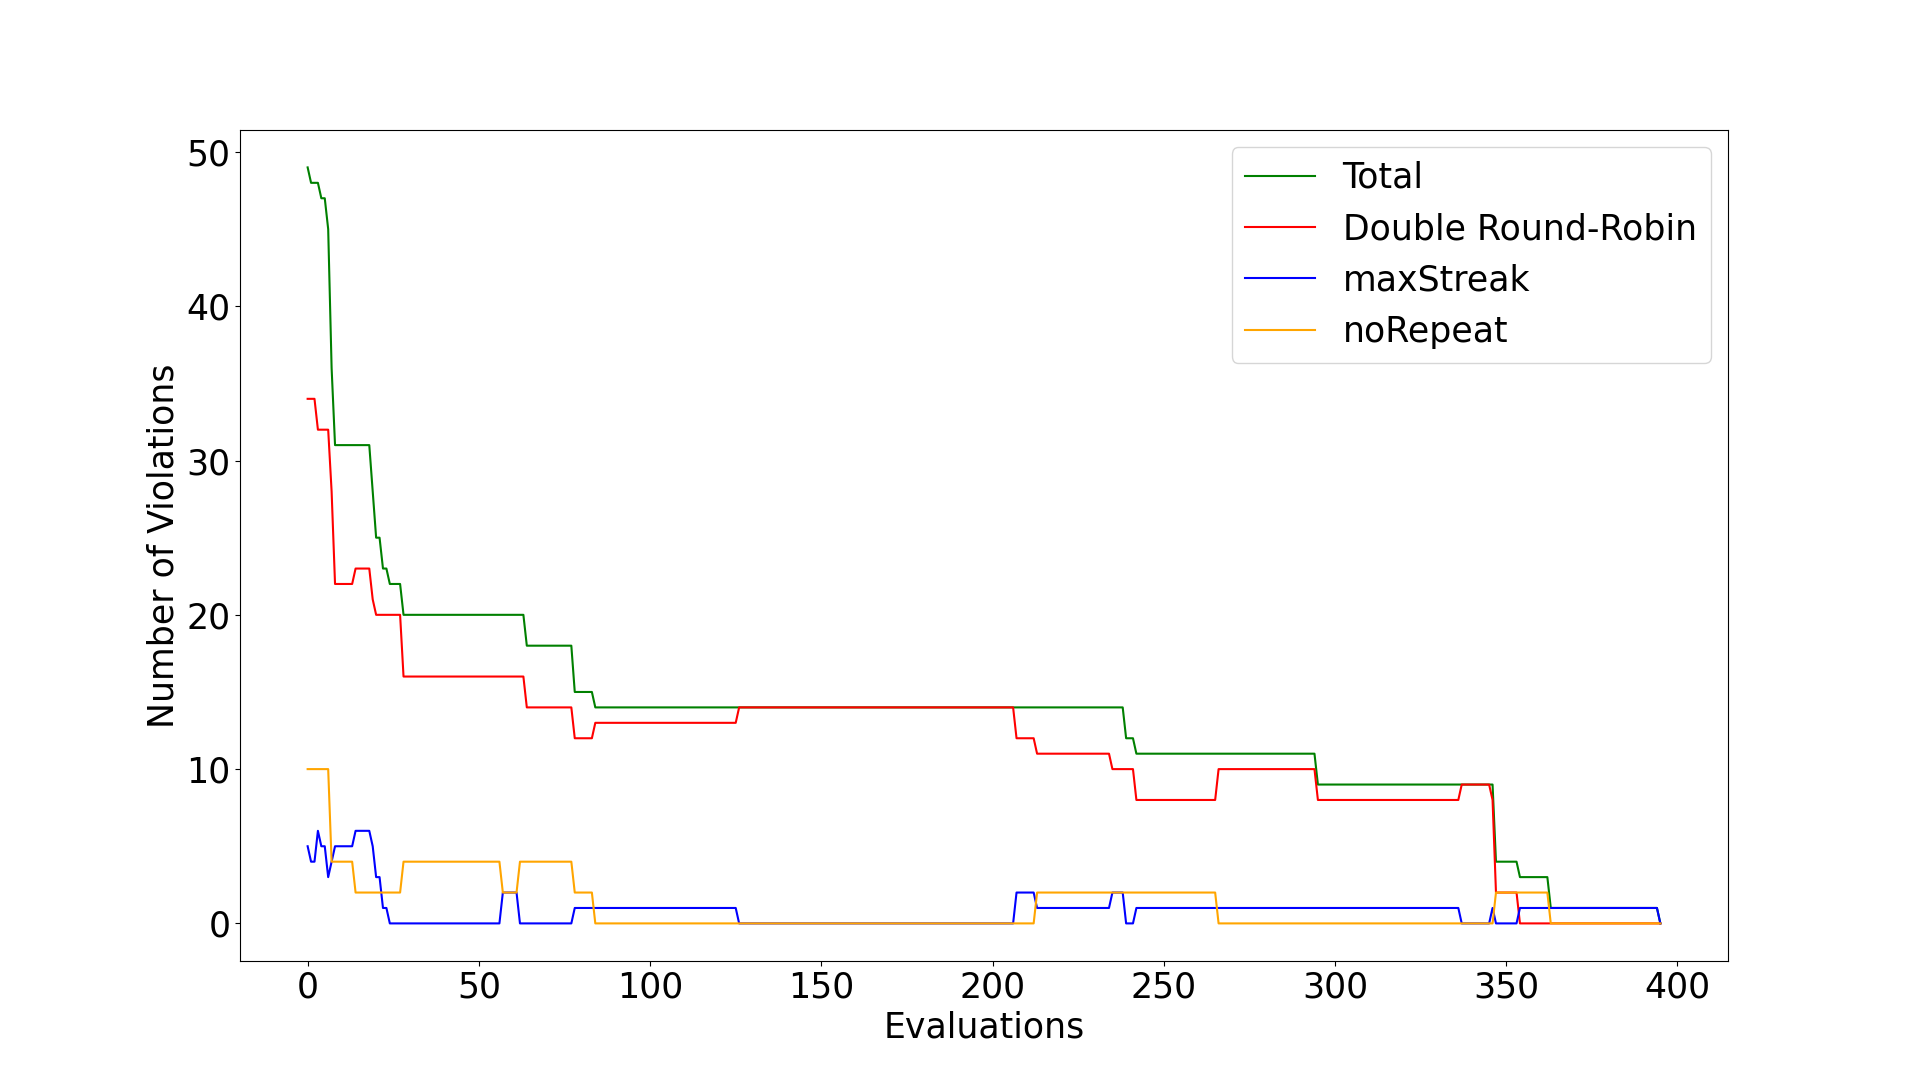 50
40
30
20
10
0
Number of Violations
Total
Double Round-Robin
maxStreak
noRepeat
0 50 100 150 200 250 300 350 400
Evaluations